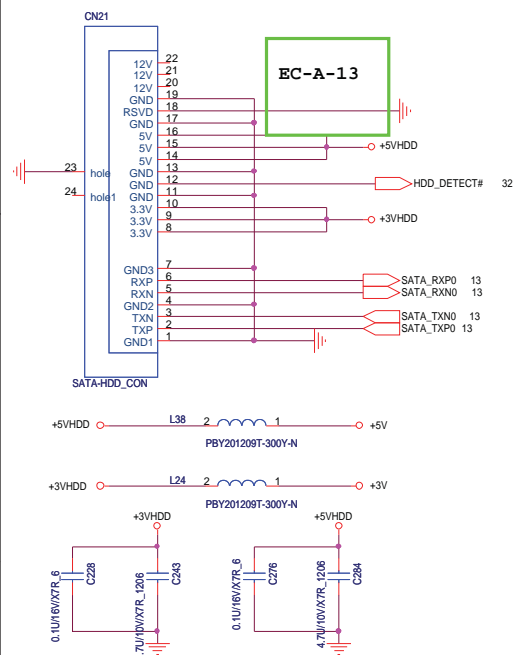 CN21
EC-A-13
12V 22
12V 21
12V 20
GND 19
RSVD 18
GND 17
5V 16
5V 15 +5VHDD
5V 14
23 hole GND 13
GND 12 HDD_DETECT# 32
24 hole1 GND 11
3.3V 10
3.3V 9 +3VHDD
3.3V 8
GND3 7
RXP 6 SATA_RXP0 13
RXN 5 SATA_RXN0 13
GND2 4
TXN 3 SATA_TXN0 13
TXP 2 SATA_TXP0 13
GND1 1
SATA-HDD_CON
+5VHDD L38 2 1 +5V
PBY201209T-300Y-N
+3VHDD L24 2 1 +3V
PBY201209T-300Y-N
+3VHDD
+5VHDD
0.1U/16V/X7R_6
C228
.7U/10V/X7R_1206
C243
0.1U/16V/X7R_6
C276
4.7U/10V/X7R_1206
C284